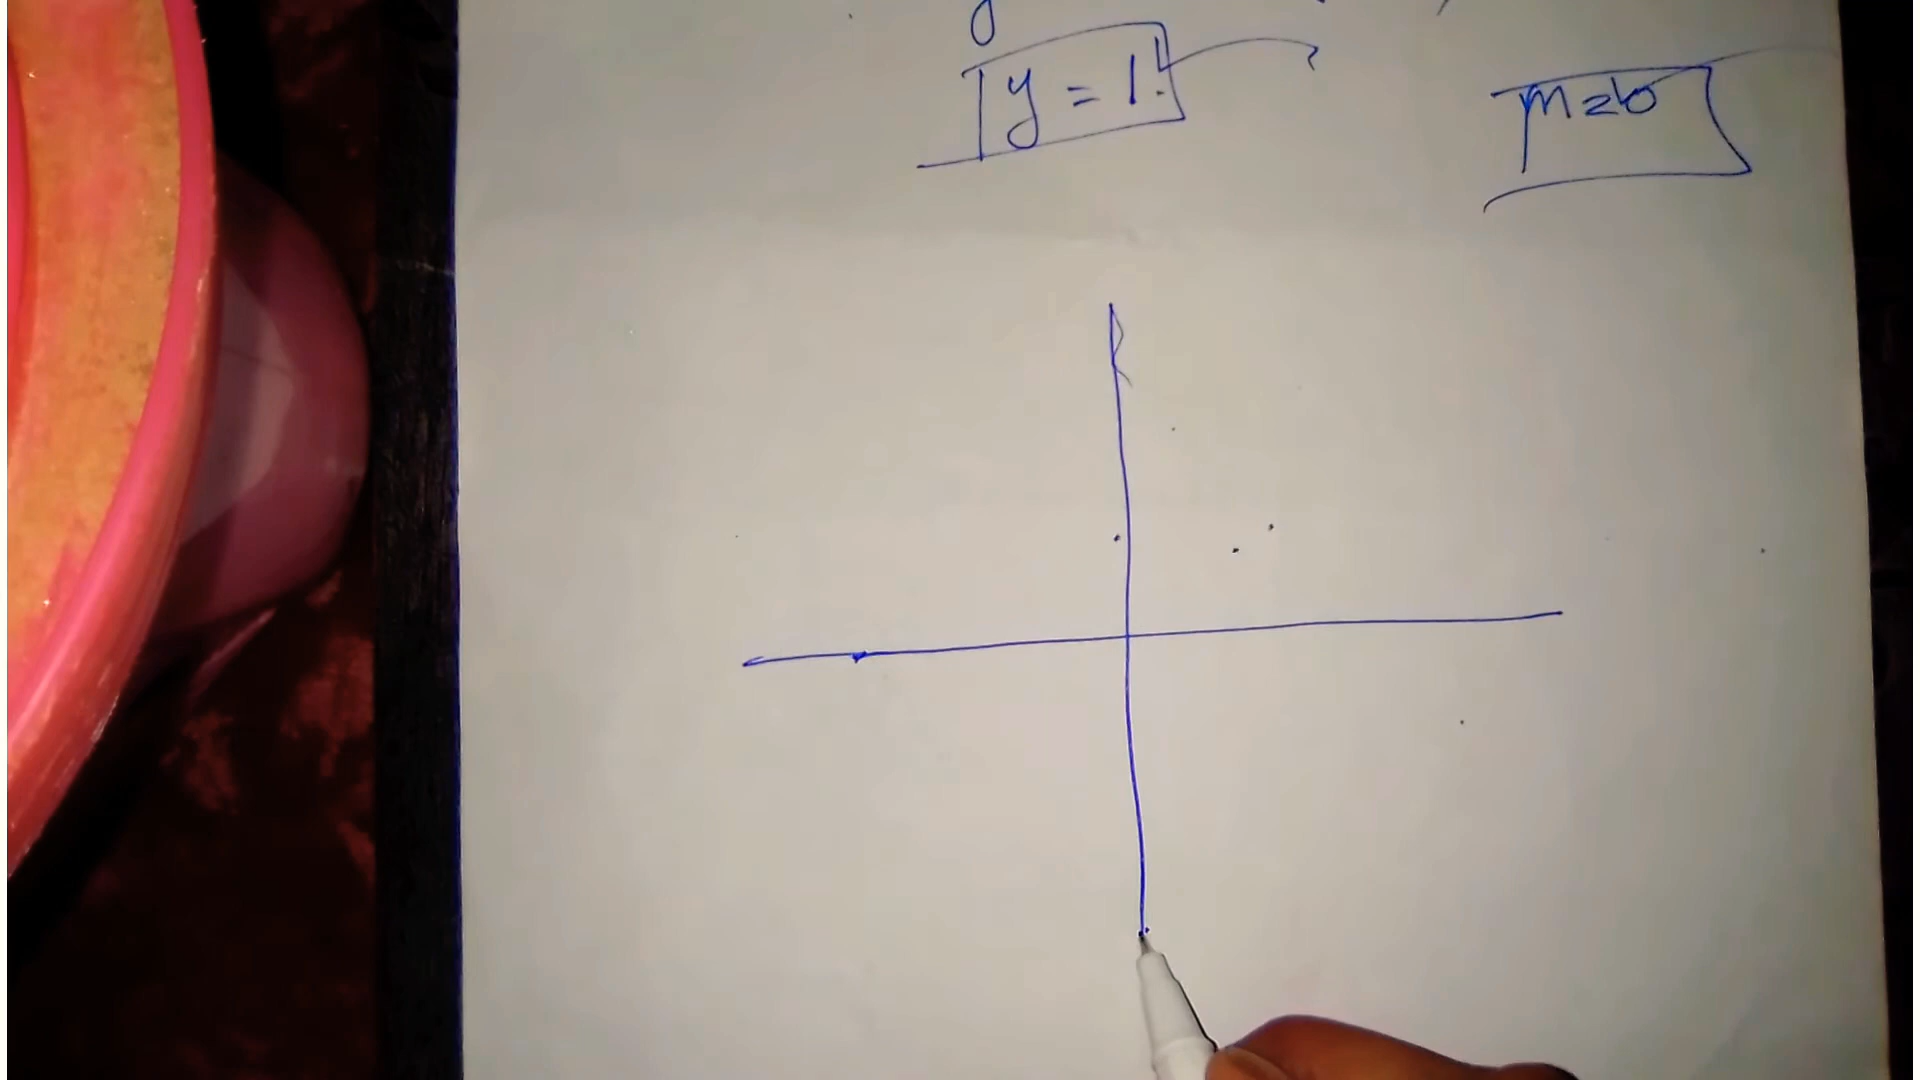 y = 1.
m=0